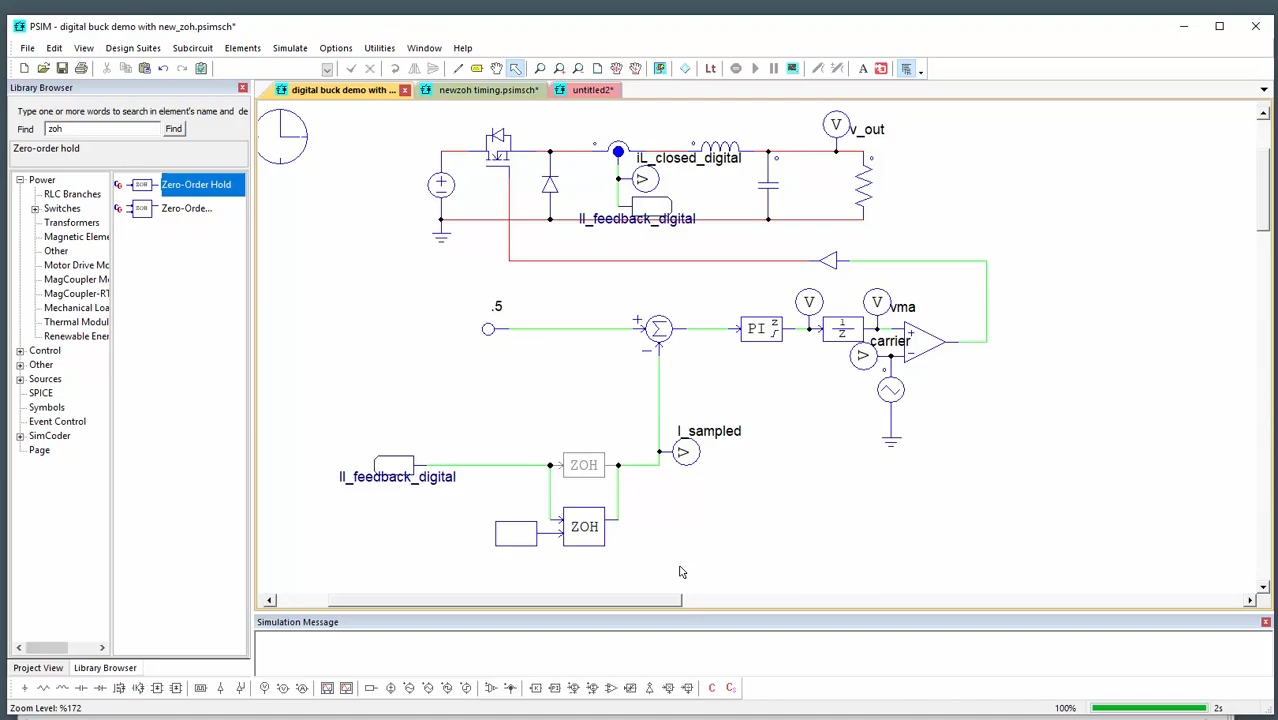 PSIM - digital buck demo with new_zoh.psimsch*
File Edit View Design Suites Subcircuit Elements Simulate Options Utilities Window Help
Lt A
Library Browser
digital buck demo with ... newzoh timing.psimsch* untitled2*
Type one or more words to search in element's name and de
Find zoh Find
Zero-order hold
Power
RLC Branches
Switches
Transformers
Magnetic Eleme
Other
Motor Drive Mo
MagCoupler Mo
MagCoupler-RT
Mechanical Loa
Thermal Modul
Renewable Ener
Control
Other
Sources
SPICE
Symbols
Event Control
SimCoder
Page
ZOH Zero-Order Hold
ZOH Zero-Orde...
V v_out
iL_closed_digital
V
Il_feedback_digital
.5
Σ
PI z
V
1
z
V vma
carrier
V
I_sampled
V
Il_feedback_digital
ZOH
ZOH
Simulation Message
Project View Library Browser
C
Zoom Level: %172
100% 2s